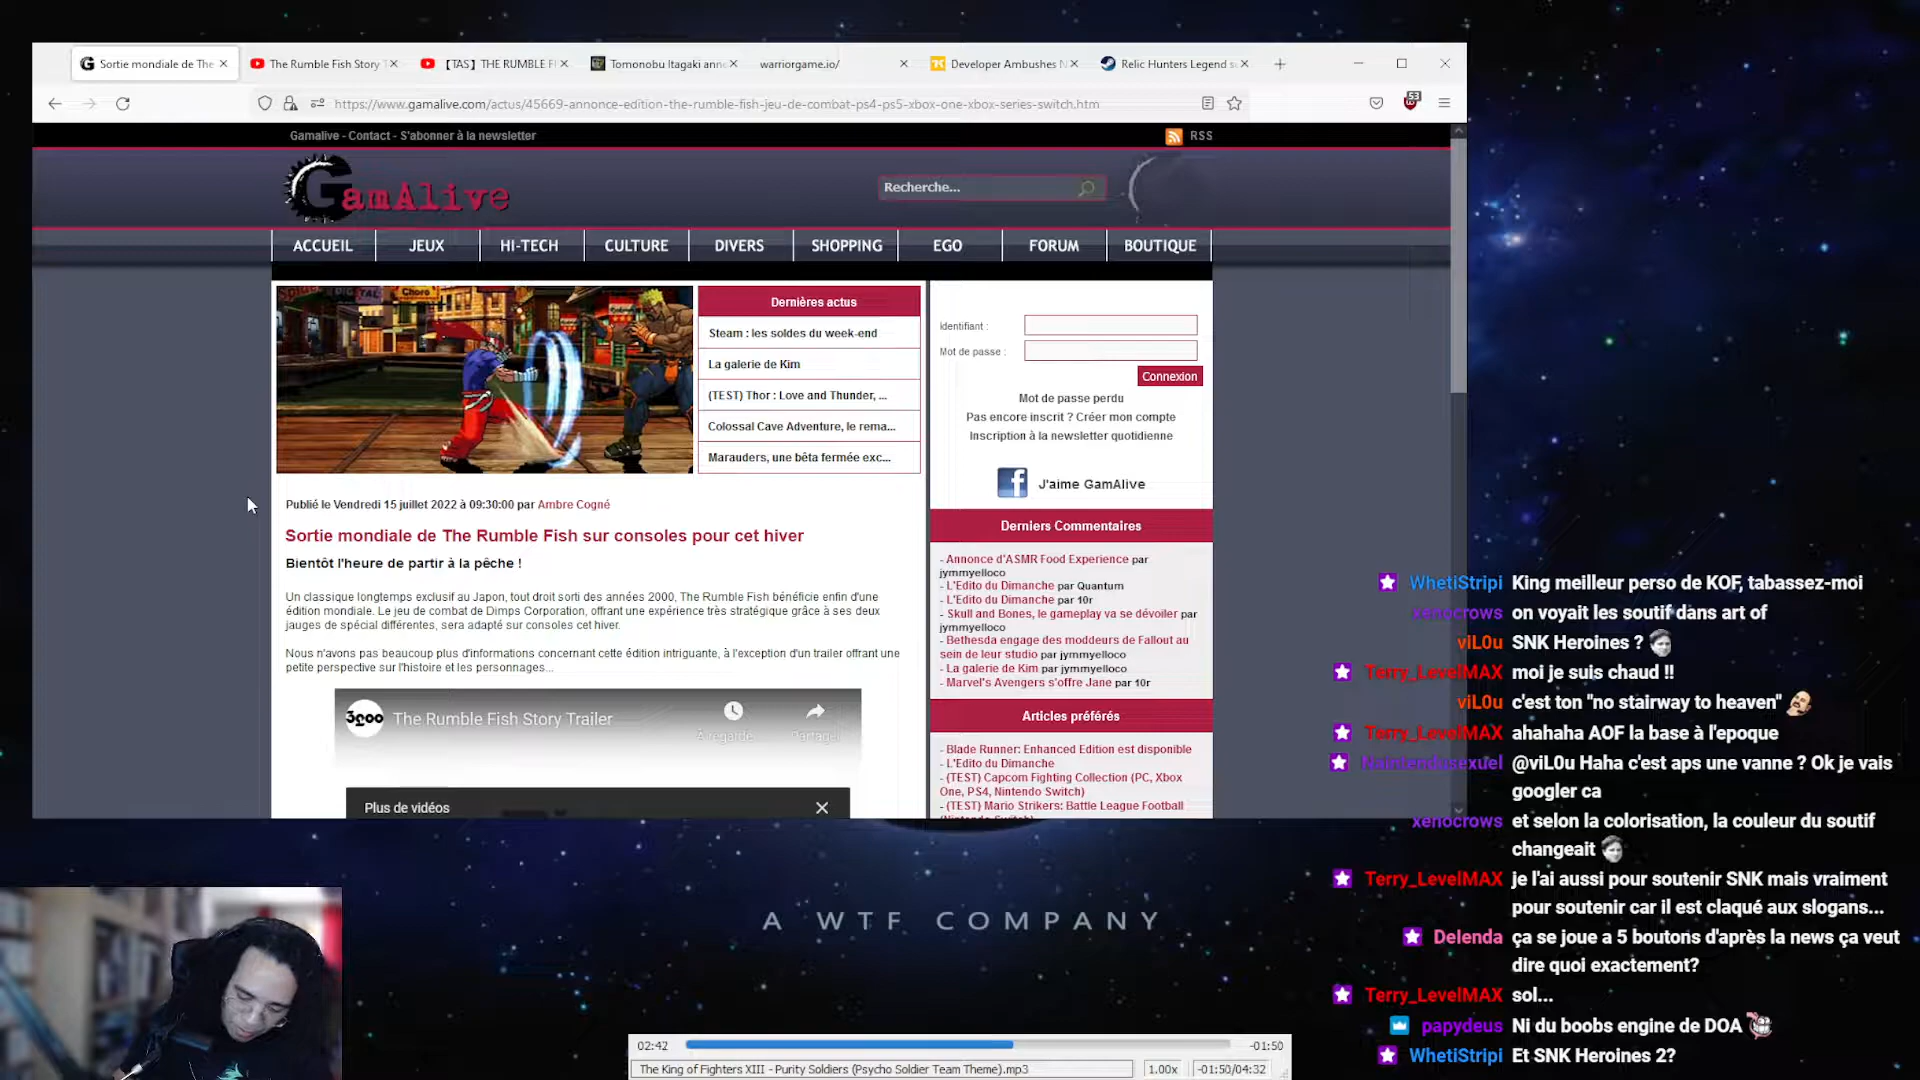 Sortie mondiale de The
The Rumble Fish Story T
【TAS】 THE RUMBLE FI
Tomonobu Itagaki ann
warriorgame.io/
Developer Ambushes N
Relic Hunters Legend s
https://www.gamalive.com/actus/45669-annonce-edition-the-rumble-fish-jeu-de-combat-ps4-ps5-xbox-one-xbox-series-switch.htm
53
Gamalive - Contact - S'abonner à la newsletter
RSS
GamAlive
Recherche...
ACCUEIL
JEUX
HI-TECH
CULTURE
DIVERS
SHOPPING
EGO
FORUM
BOUTIQUE
Choro
Dernières actus
Steam : les soldes du week-end
La galerie de Kim
(TEST) Thor : Love and Thunder, ...
Colossal Cave Adventure, le rema...
Marauders, une bêta fermée exc...
Identifiant :
Mot de passe :
Connexion
Mot de passe perdu
Pas encore inscrit ? Créer mon compte
Inscription à la newsletter quotidienne
J'aime GamAlive
Publié le Vendredi 15 juillet 2022 à 09:30:00 par Ambre Cogné
Sortie mondiale de The Rumble Fish sur consoles pour cet hiver
Bientôt l'heure de partir à la pêche !
Un classique longtemps exclusif au Japon, tout droit sorti des années 2000, The Rumble Fish bénéficie enfin d'une
édition mondiale. Le jeu de combat de Dimps Corporation, offrant une expérience très stratégique grâce à ses deux
jauges de spécial différentes, sera adapté sur consoles cet hiver.
Nous n'avons pas beaucoup plus d'informations concernant cette édition intriguante, à l'exception d'un trailer offrant une
petite perspective sur l'histoire et les personnages...
3goo
The Rumble Fish Story Trailer
À regarder
Partager
Plus de vidéos
Derniers Commentaires
- Annonce d'ASMR Food Experience par
jymmyelloco
- L'Edito du Dimanche par Quantum
- L'Edito du Dimanche par 10r
- Skull and Bones, le gameplay va se dévoiler par
jymmyelloco
- Bethesda engage des moddeurs de Fallout au
sein de leur studio par jymmyelloco
- La galerie de Kim par jymmyelloco
- Marvel's Avengers s'offre Jane par 10r
Articles préférés
- Blade Runner: Enhanced Edition est disponible
- L'Edito du Dimanche
- (TEST) Capcom Fighting Collection (PC, Xbox
One, PS4, Nintendo Switch)
- (TEST) Mario Strikers: Battle League Football
(Nintendo Switch)
WhetiStripi King meilleur perso de KOF, tabassez-moi
xenocrows on voyait les soutif dans art of
viL0u SNK Heroines ?
Terry_LevelMAX moi je suis chaud !!
viL0u c'est ton "no stairway to heaven"
Terry_LevelMAX ahahaha AOF la base à l'epoque
Naintendusexuel @viL0u Haha c'est aps une vanne ? Ok je vais
googler ca
xenocrows et selon la colorisation, la couleur du soutif
changeait
Terry_LevelMAX je l'ai aussi pour soutenir SNK mais vraiment
pour soutenir car il est claqué aux slogans...
Delenda ça se joue a 5 boutons d'après la news ça veut
dire quoi exactement?
Terry_LevelMAX sol...
papydeus Ni du boobs engine de DOA
WhetiStripi Et SNK Heroines 2?
A WTF COMPANY
02:42
-01:50
The King of Fighters XIII - Purity Soldiers (Psycho Soldier Team Theme).mp3
1.00x
-01:50/04:32